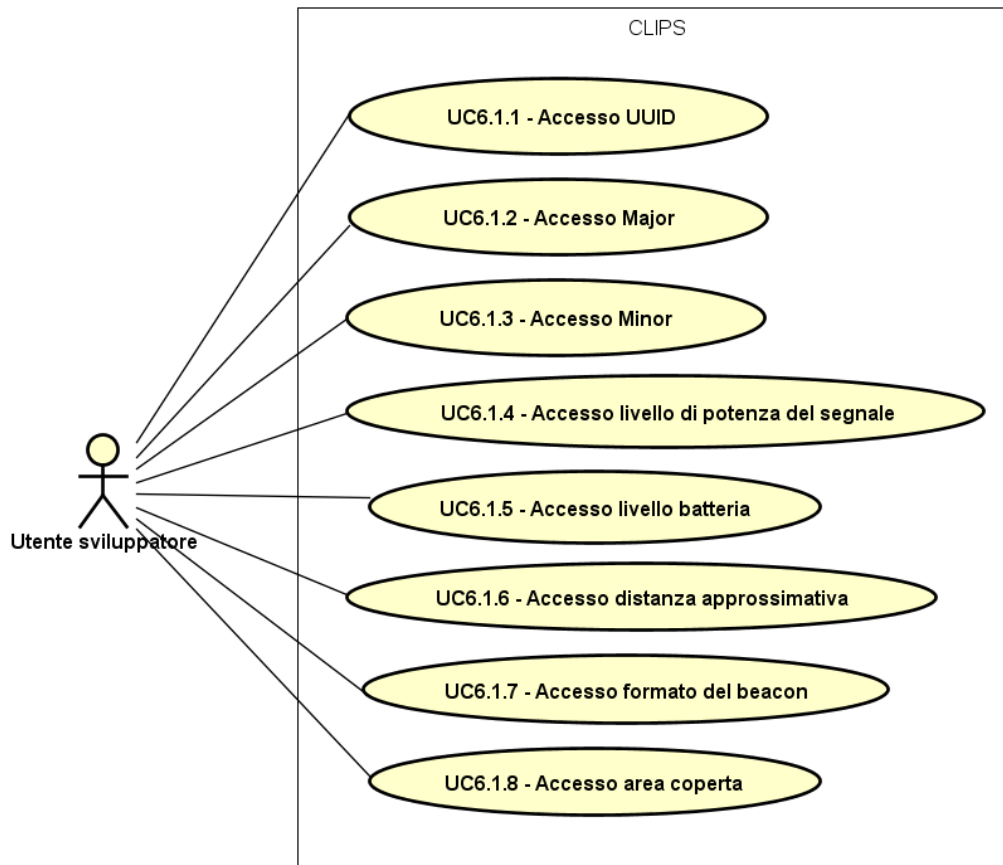 CLIPS
UC6.1.1 - Accesso UUID
UC6.1.2 - Accesso Major
UC6.1.3 - Accesso Minor
UC6.1.4 - Accesso livello di potenza del segnale
UC6.1.5 - Accesso livello batteria
Utente sviluppatore
UC6.1.6 - Accesso distanza approssimativa
UC6.1.7 - Accesso formato del beacon
UC6.1.8 - Accesso area coperta